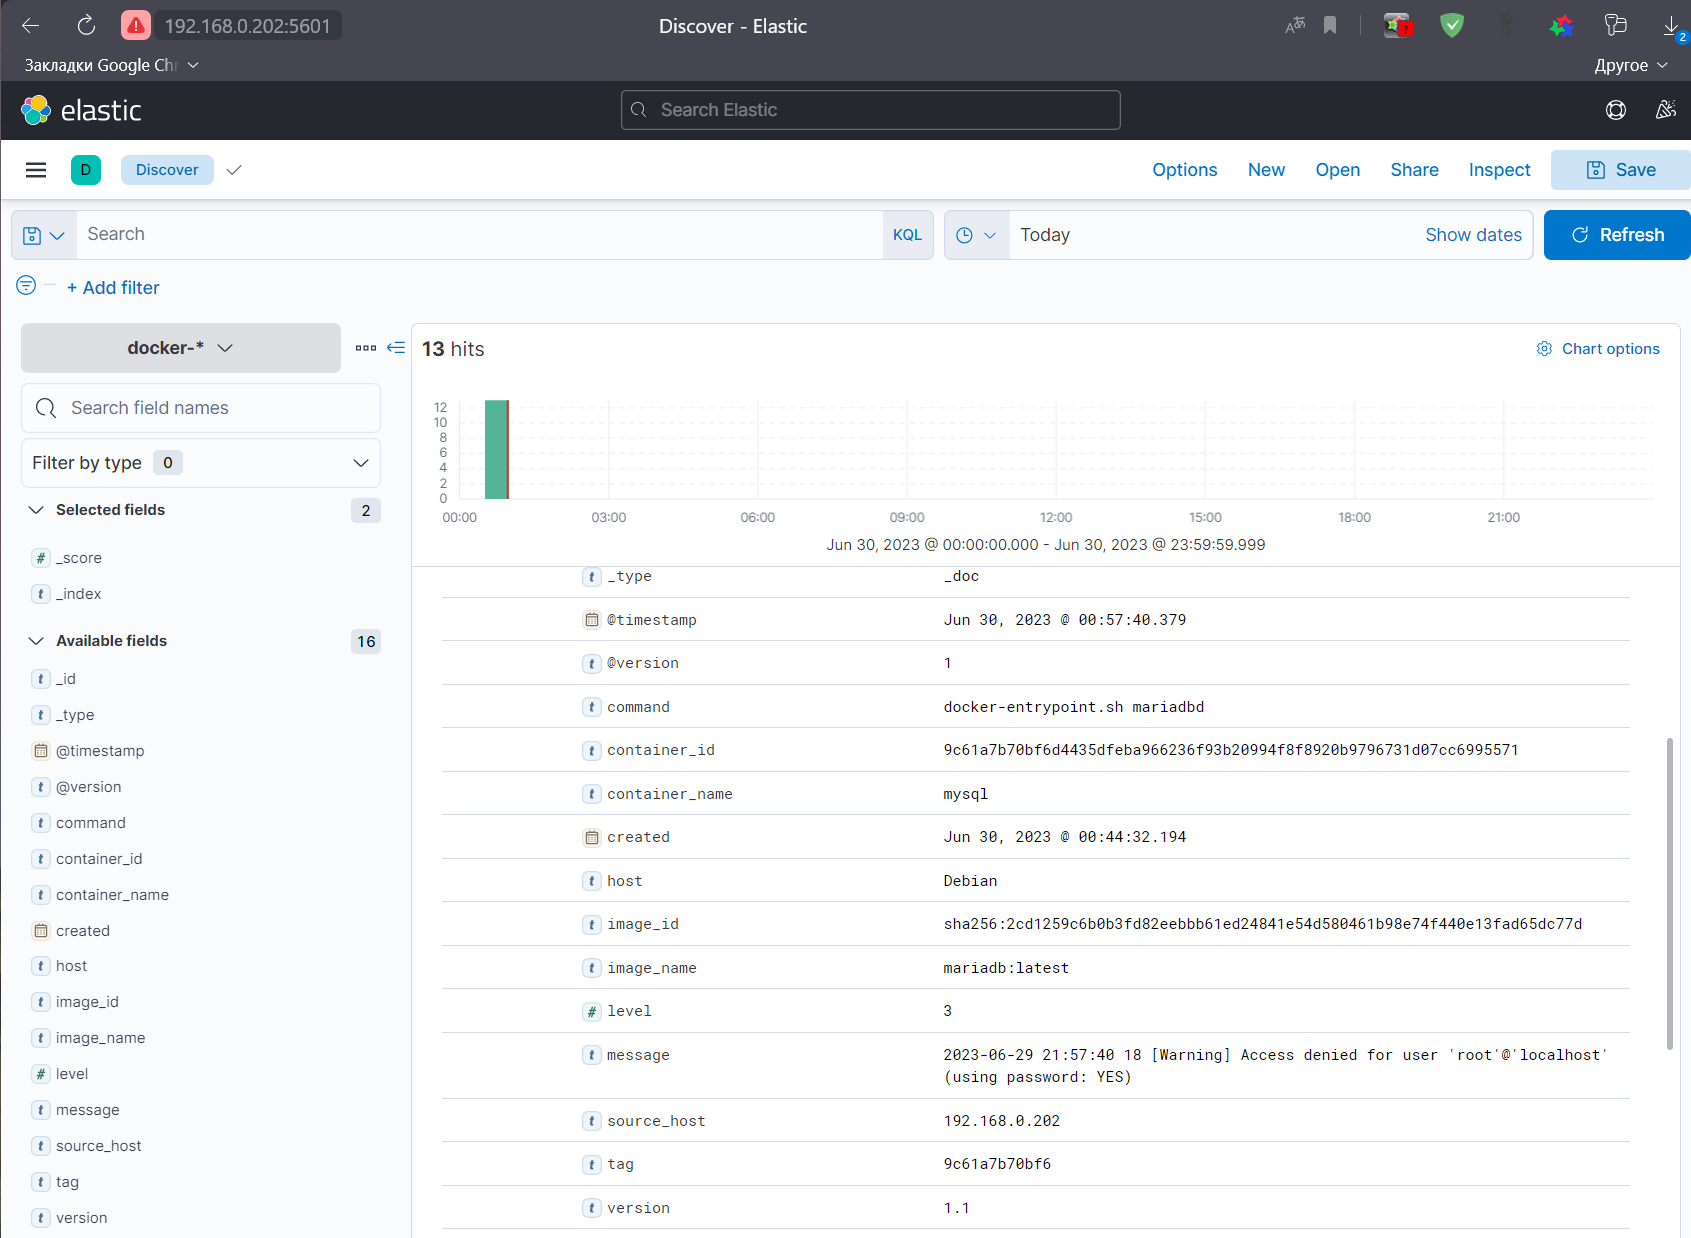 192.168.0.202:5601
Discover - Elastic
2
Закладки Google Chr
Другое
elastic
Search Elastic
D
Discover
Options
New
Open
Share
Inspect
Save
Search
KQL
Today
Show dates
Refresh
+ Add filter
docker-*
13 hits
Chart options
Search field names
Filter by type 0
Selected fields 2
# _score
t _index
Available fields 16
t _id
t _type
@timestamp
t @version
t command
t container_id
t container_name
created
t host
t image_id
t image_name
# level
t message
t source_host
t tag
t version
12
10
8
6
4
2
0
00:00 03:00 06:00 09:00 12:00 15:00 18:00 21:00
Jun 30, 2023 @ 00:00:00.000 - Jun 30, 2023 @ 23:59:59.999
t _type _doc
@timestamp Jun 30, 2023 @ 00:57:40.379
t @version 1
t command docker-entrypoint.sh mariadbd
t container_id 9c61a7b70bf6d4435dfeba966236f93b20994f8f8920b9796731d07cc6995571
t container_name mysql
created Jun 30, 2023 @ 00:44:32.194
t host Debian
t image_id sha256:2cd1259c6b0b3fd82eebbb61ed24841e54d580461b98e74f440e13fad65dc77d
t image_name mariadb:latest
# level 3
t message 2023-06-29 21:57:40 18 [Warning] Access denied for user 'root'@'localhost'
(using password: YES)
t source_host 192.168.0.202
t tag 9c61a7b70bf6
t version 1.1